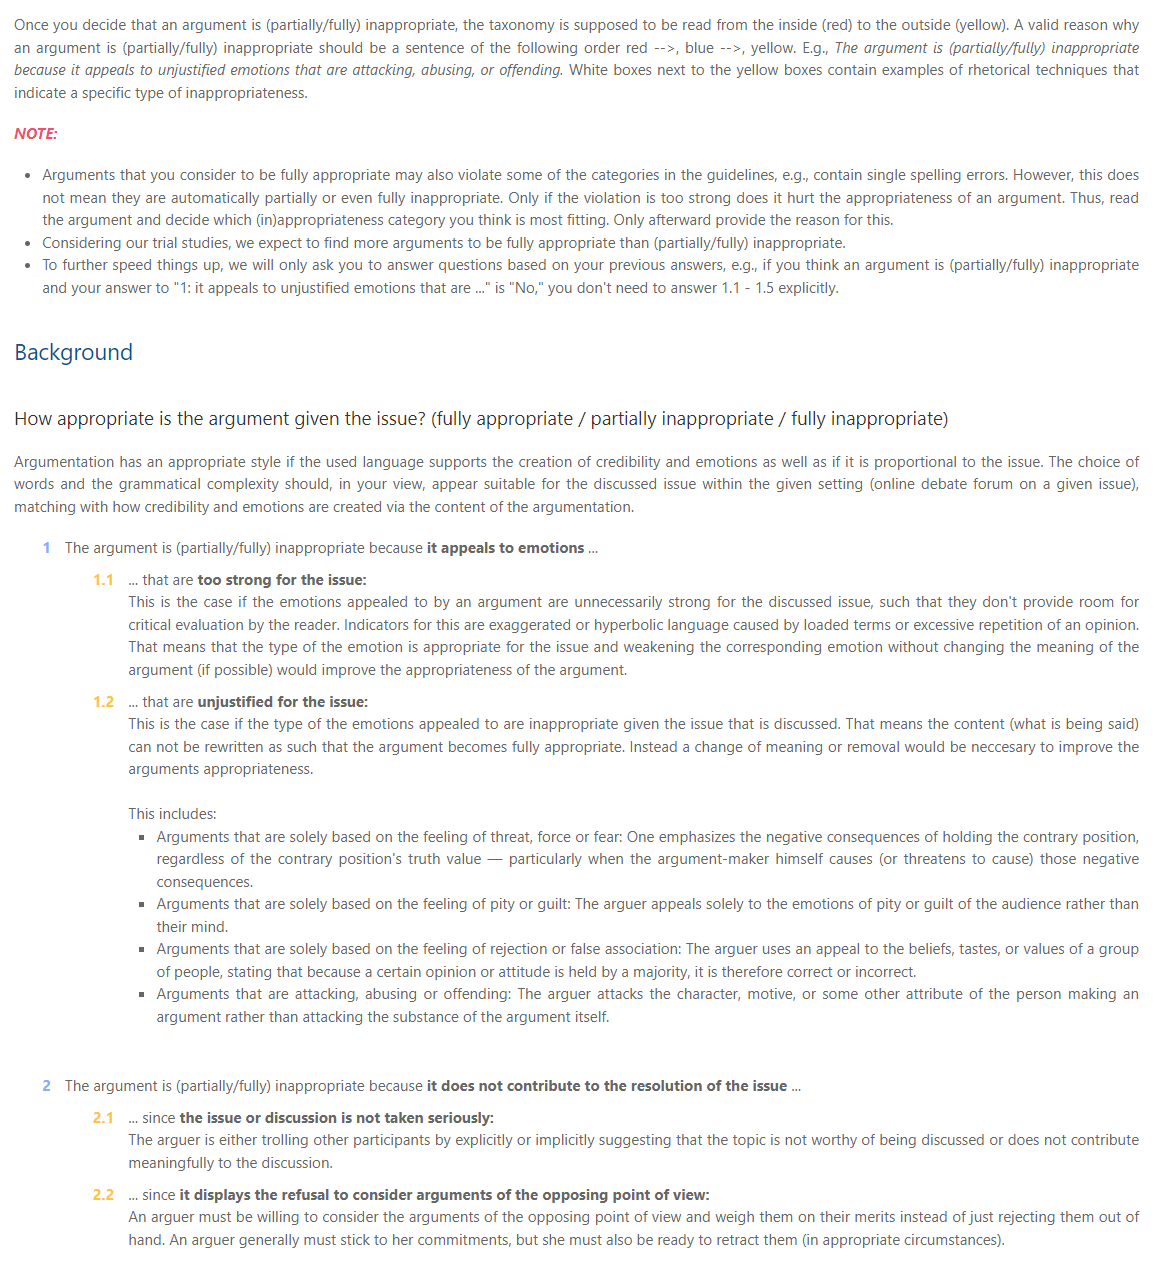 Once you decide that an argument is (partially/fully) inappropriate, the taxonomy is supposed to be read from the inside (red) to the outside (yellow). A valid reason why
an argument is (partially/fully) inappropriate should be a sentence of the following order red -->, blue -->, yellow. E.g., The argument is (partially/fully) inappropriate
because it appeals to unjustified emotions that are attacking, abusing, or offending. White boxes next to the yellow boxes contain examples of rhetorical techniques that
indicate a specific type of inappropriateness.
NOTE:
• Arguments that you consider to be fully appropriate may also violate some of the categories in the guidelines, e.g., contain single spelling errors. However, this does
not mean they are automatically partially or even fully inappropriate. Only if the violation is too strong does it hurt the appropriateness of an argument. Thus, read
the argument and decide which (in)appropriateness category you think is most fitting. Only afterward provide the reason for this.
• Considering our trial studies, we expect to find more arguments to be fully appropriate than (partially/fully) inappropriate.
• To further speed things up, we will only ask you to answer questions based on your previous answers, e.g., if you think an argument is (partially/fully) inappropriate
and your answer to "1: it appeals to unjustified emotions that are ..." is "No," you don't need to answer 1.1 - 1.5 explicitly.
Background
How appropriate is the argument given the issue? (fully appropriate / partially inappropriate / fully inappropriate)
Argumentation has an appropriate style if the used language supports the creation of credibility and emotions as well as if it is proportional to the issue. The choice of
words and the grammatical complexity should, in your view, appear suitable for the discussed issue within the given setting (online debate forum on a given issue),
matching with how credibility and emotions are created via the content of the argumentation.
1 The argument is (partially/fully) inappropriate because it appeals to emotions ...
1.1 ... that are too strong for the issue:
This is the case if the emotions appealed to by an argument are unnecessarily strong for the discussed issue, such that they don't provide room for
critical evaluation by the reader. Indicators for this are exaggerated or hyperbolic language caused by loaded terms or excessive repetition of an opinion.
That means that the type of the emotion is appropriate for the issue and weakening the corresponding emotion without changing the meaning of the
argument (if possible) would improve the appropriateness of the argument.
1.2 ... that are unjustified for the issue:
This is the case if the type of the emotions appealed to are inappropriate given the issue that is discussed. That means the content (what is being said)
can not be rewritten as such that the argument becomes fully appropriate. Instead a change of meaning or removal would be neccesary to improve the
arguments appropriateness.
This includes:
▪ Arguments that are solely based on the feeling of threat, force or fear: One emphasizes the negative consequences of holding the contrary position,
regardless of the contrary position's truth value — particularly when the argument-maker himself causes (or threatens to cause) those negative
consequences.
▪ Arguments that are solely based on the feeling of pity or guilt: The arguer appeals solely to the emotions of pity or guilt of the audience rather than
their mind.
▪ Arguments that are solely based on the feeling of rejection or false association: The arguer uses an appeal to the beliefs, tastes, or values of a group
of people, stating that because a certain opinion or attitude is held by a majority, it is therefore correct or incorrect.
▪ Arguments that are attacking, abusing or offending: The arguer attacks the character, motive, or some other attribute of the person making an
argument rather than attacking the substance of the argument itself.
2 The argument is (partially/fully) inappropriate because it does not contribute to the resolution of the issue ...
2.1 ... since the issue or discussion is not taken seriously:
The arguer is either trolling other participants by explicitly or implicitly suggesting that the topic is not worthy of being discussed or does not contribute
meaningfully to the discussion.
2.2 ... since it displays the refusal to consider arguments of the opposing point of view:
An arguer must be willing to consider the arguments of the opposing point of view and weigh them on their merits instead of just rejecting them out of
hand. An arguer generally must stick to her commitments, but she must also be ready to retract them (in appropriate circumstances).